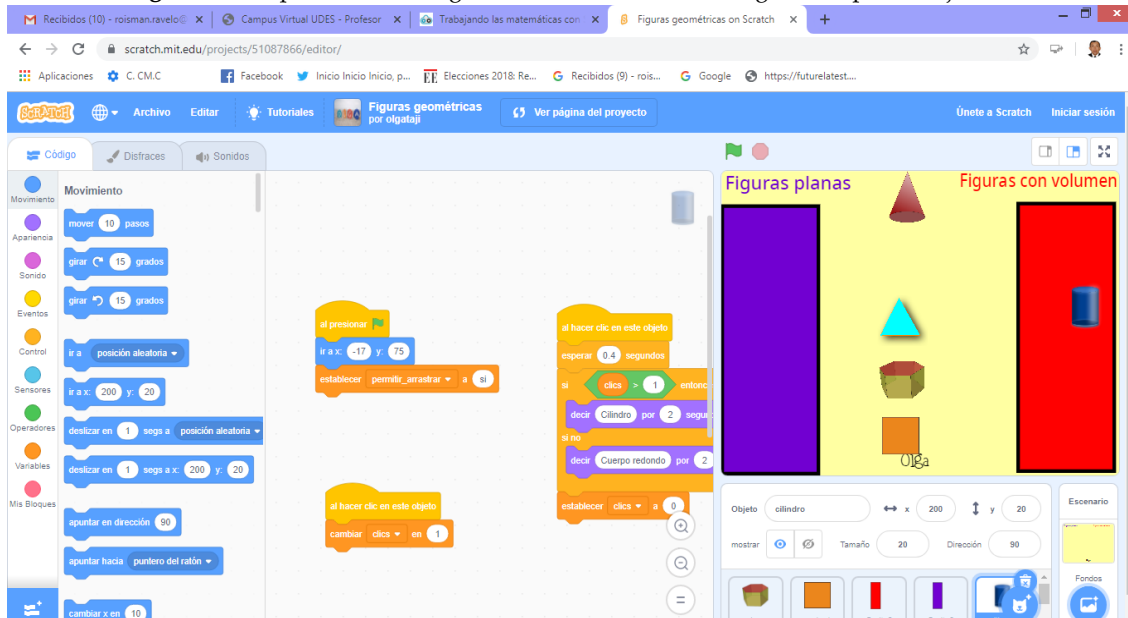 Recibidos (10) - roisman.ravelo@
Campus Virtual UDES - Profesor
Trabajando las matemáticas con
Figuras geométricas on Scratch
scratch.mit.edu/projects/51087866/editor/
Aplicaciones
C. CM.C
Facebook
Inicio Inicio Inicio, p...
Elecciones 2018: Re...
Recibidos (9) - rois...
Google
https://futurelatest....
SCRATCH
Archivo
Editar
Tutoriales
Figuras geométricas
por olgataji
Ver página del proyecto
Únete a Scratch
Iniciar sesión
Código
Disfraces
Sonidos
Movimiento
Apariencia
Sonido
Eventos
Control
Sensores
Operadores
Variables
Mis Bloques
Movimiento
mover 10 pasos
girar 15 grados
girar 15 grados
ir a posición aleatoria
ir a x: 200 y: 20
deslizar en 1 segs a posición aleatoria
deslizar en 1 segs a x: 200 y: 20
apuntar en dirección 90
apuntar hacia puntero del ratón
cambiar x en 10
al presionar
ir a x: -17 y: 75
establecer permitir_arrastrar a si
al hacer clic en este objeto
cambiar clics en 1
al hacer clic en este objeto
esperar 0.4 segundos
si clics > 1 entonc
decir Cilindro por 2 segun
si no
decir Cuerpo redondo por 2
establecer clics a 0
Figuras planas
Figuras con volumen
Olga
Objeto cilindro x 200 y 20
mostrar Tamaño 20 Dirección 90
Escenario
Fondos